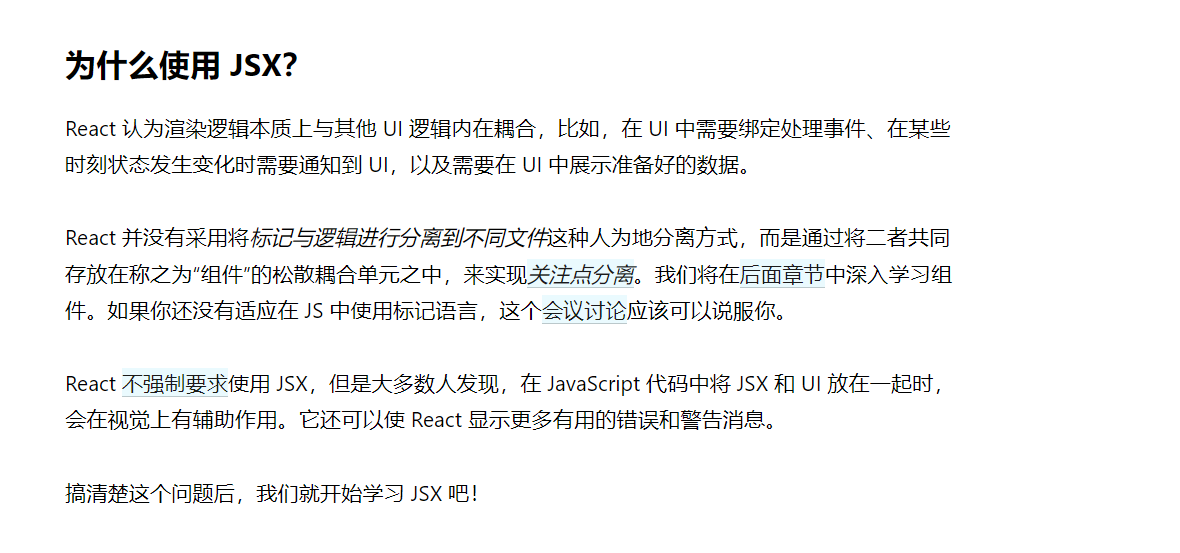 为什么使用 JSX？
React 认为渲染逻辑本质上与其他 UI 逻辑内在耦合，比如，在 UI 中需要绑定处理事件、在某些
时刻状态发生变化时需要通知到 UI，以及需要在 UI 中展示准备好的数据。
React 并没有采用将标记与逻辑进行分离到不同文件这种人为地分离方式，而是通过将二者共同
存放在称之为“组件”的松散耦合单元之中，来实现关注点分离。我们将在后面章节中深入学习组
件。如果你还没有适应在 JS 中使用标记语言，这个会议讨论应该可以说服你。
React 不强制要求使用 JSX，但是大多数人发现，在 JavaScript 代码中将 JSX 和 UI 放在一起时，
会在视觉上有辅助作用。它还可以使 React 显示更多有用的错误和警告消息。
搞清楚这个问题后，我们就开始学习 JSX 吧！